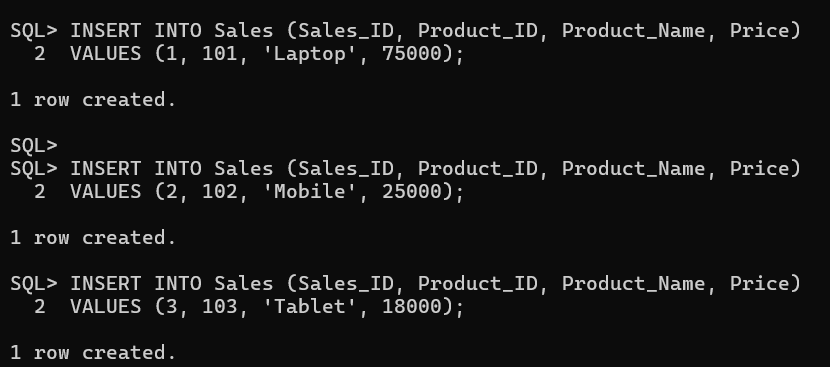 SQL> INSERT INTO Sales (Sales_ID, Product_ID, Product_Name, Price)
  2  VALUES (1, 101, 'Laptop', 75000);
1 row created.
SQL>
SQL> INSERT INTO Sales (Sales_ID, Product_ID, Product_Name, Price)
  2  VALUES (2, 102, 'Mobile', 25000);
1 row created.
SQL> INSERT INTO Sales (Sales_ID, Product_ID, Product_Name, Price)
  2  VALUES (3, 103, 'Tablet', 18000);
1 row created.